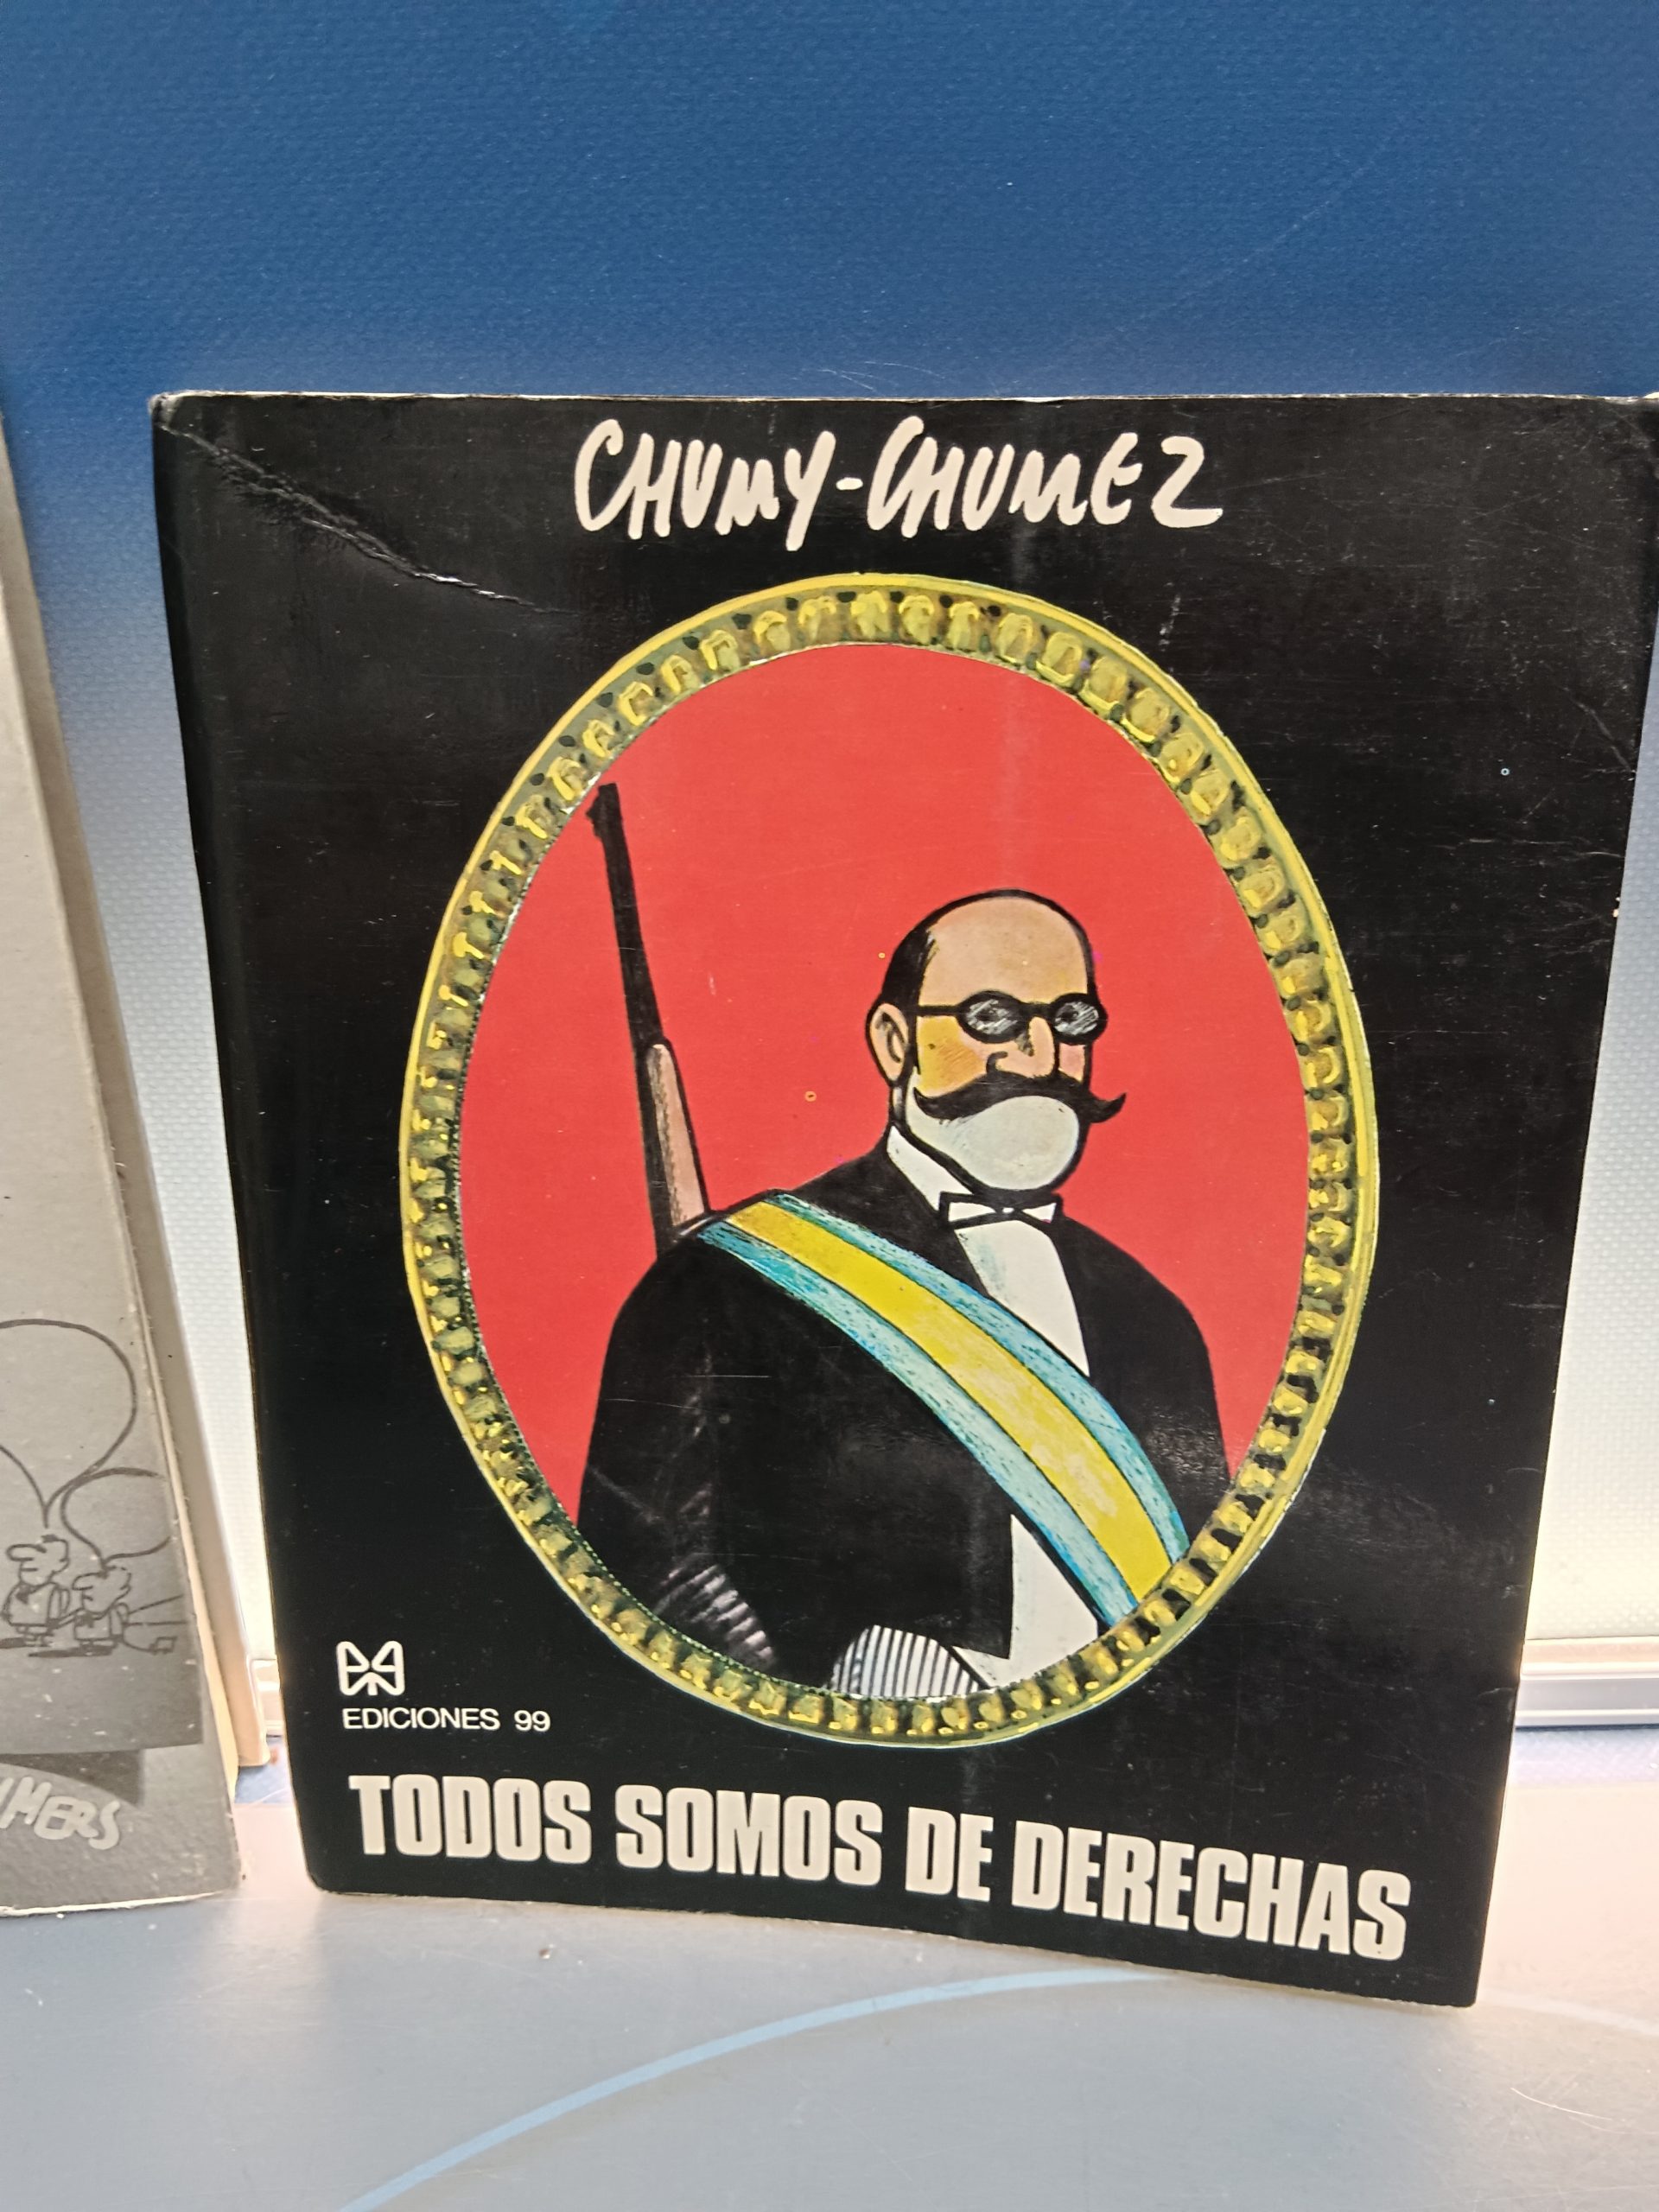 CHUMY-CHUMEZ
EDICIONES 99
TODOS SOMOS DE DERECHAS